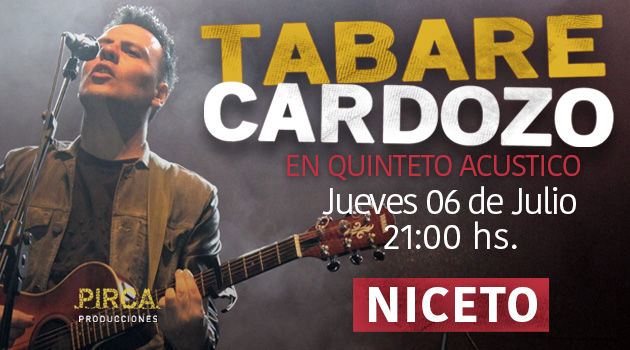 TABARE
CARDOZO
EN QUINTETO ACUSTICO
Jueves 06 de Julio
21:00 hs.
NICETO
PIRCA
PRODUCCIONES